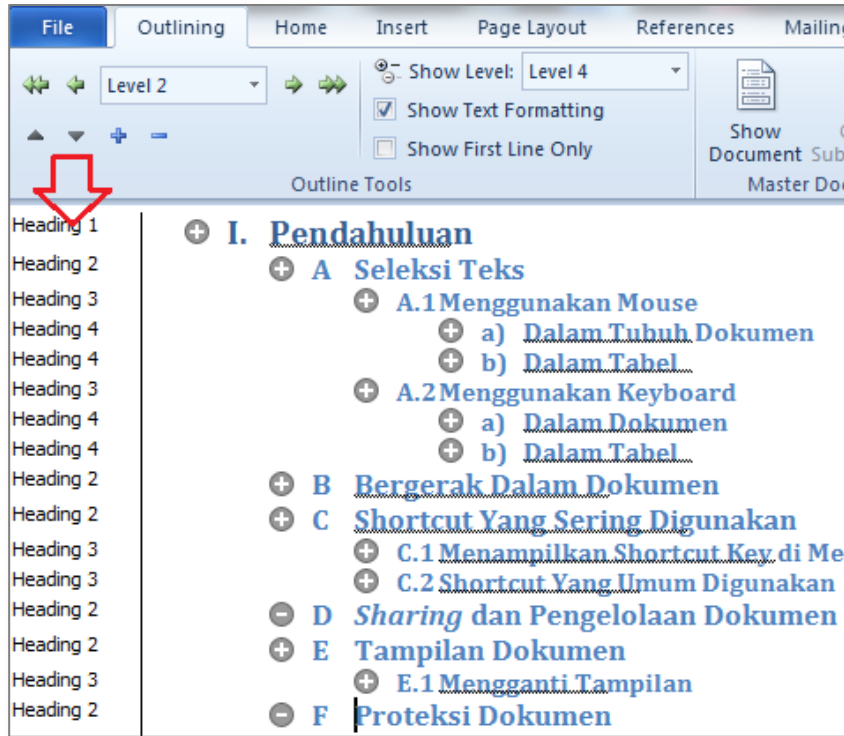 File Outlining Home Insert Page Layout References Mailing
Level 2 Show Level: Level 4
Show Text Formatting
Show First Line Only
Show
Document Sub
Outline Tools Master Doc
Heading 1 I. Pendahuluan
Heading 2 A Seleksi Teks
Heading 3 A.1 Menggunakan Mouse
Heading 4 a) Dalam Tubuh Dokumen
Heading 4 b) Dalam Tabel
Heading 3 A.2 Menggunakan Keyboard
Heading 4 a) Dalam Dokumen
Heading 4 b) Dalam Tabel
Heading 2 B Bergerak Dalam Dokumen
Heading 2 C Shortcut Yang Sering Digunakan
Heading 3 C.1 Menampilkan Shortcut Key di Me
Heading 3 C.2 Shortcut Yang Umum Digunakan
Heading 2 D Sharing dan Pengelolaan Dokumen
Heading 2 E Tampilan Dokumen
Heading 3 E.1 Mengganti Tampilan
Heading 2 F Proteksi Dokumen